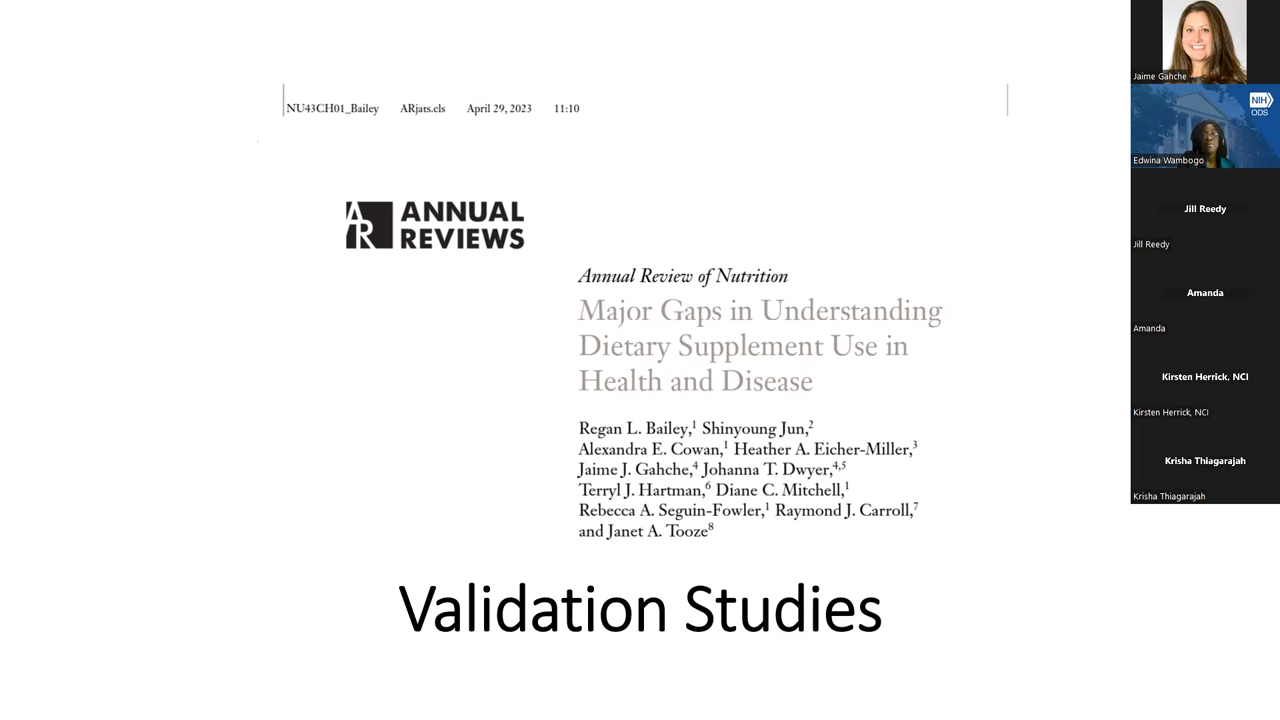 NU43CH01_Bailey ARjats.cls April 29, 2023 11:10
AR ANNUAL
REVIEWS
Annual Review of Nutrition
Major Gaps in Understanding
Dietary Supplement Use in
Health and Disease
Regan L. Bailey,¹ Shinyoung Jun,²
Alexandra E. Cowan,¹ Heather A. Eicher-Miller,³
Jaime J. Gahche,⁴ Johanna T. Dwyer,⁴,⁵
Terryl J. Hartman,⁶ Diane C. Mitchell,¹
Rebecca A. Seguin-Fowler,¹ Raymond J. Carroll,⁷
and Janet A. Tooze⁸
Validation Studies
Jaime Gahche
NIH
ODS
Edwina Wambogo
Jill Reedy
Jill Reedy
Amanda
Amanda
Kirsten Herrick, NCI
Kirsten Herrick, NCI
Krisha Thiagarajah
Krisha Thiagarajah